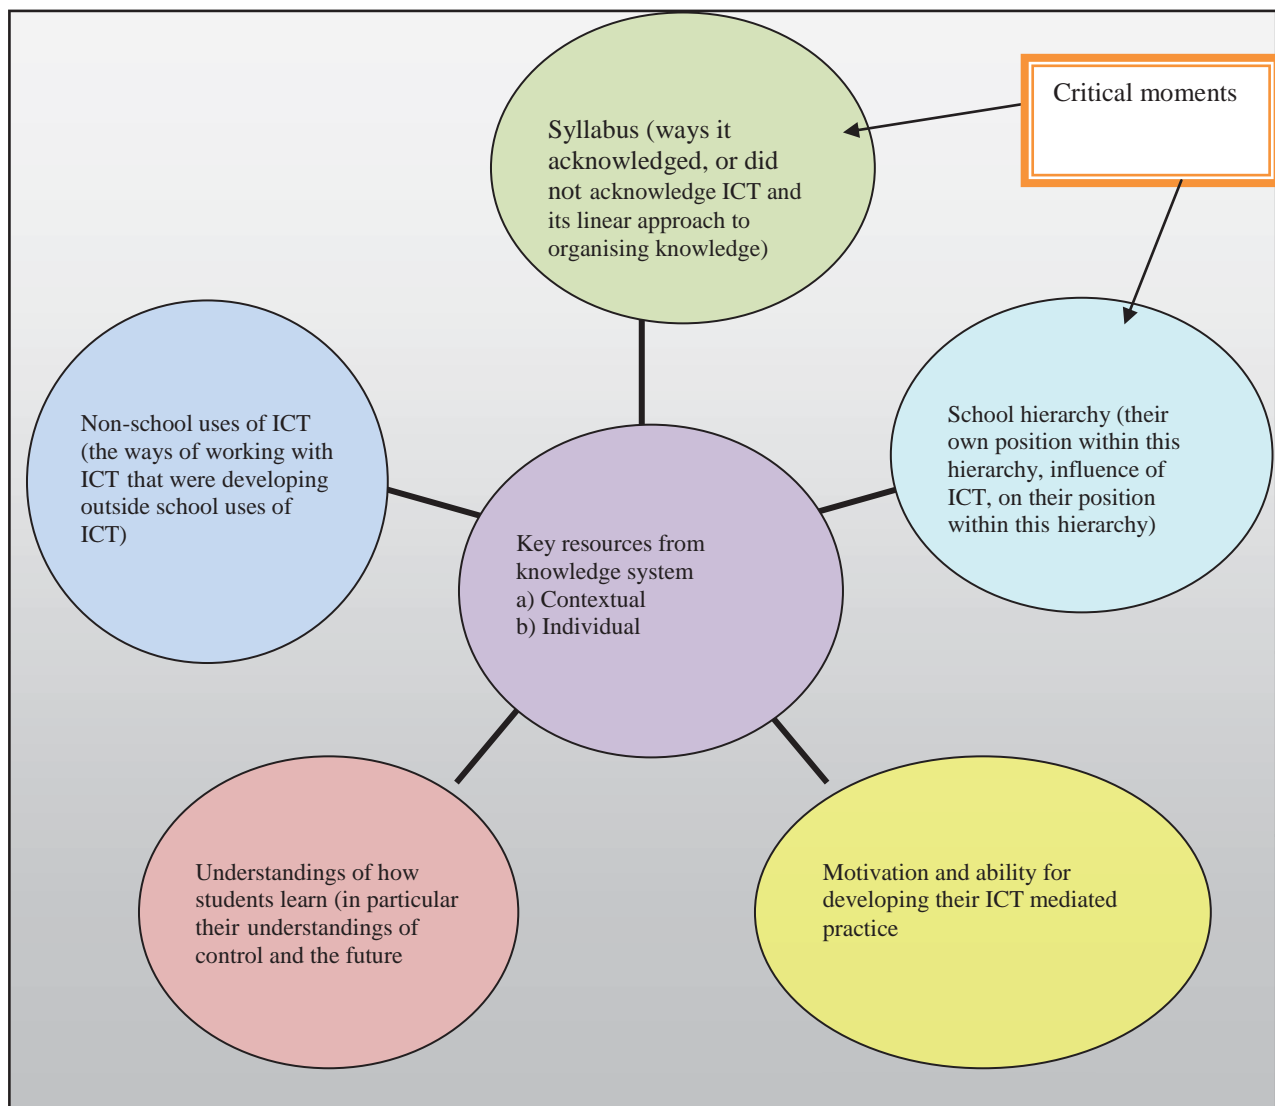 Critical moments
Syllabus (ways it
acknowledged, or did
not acknowledge ICT and
its linear approach to
organising knowledge)
Non-school uses of ICT
(the ways of working with
ICT that were developing
outside school uses of
ICT)
School hierarchy (their
own position within this
hierarchy, influence of
ICT, on their position
within this hierarchy)
Key resources from
knowledge system
a) Contextual
b) Individual
Understandings of how
students learn (in particular
their understandings of
control and the future
Motivation and ability for
developing their ICT mediated
practice